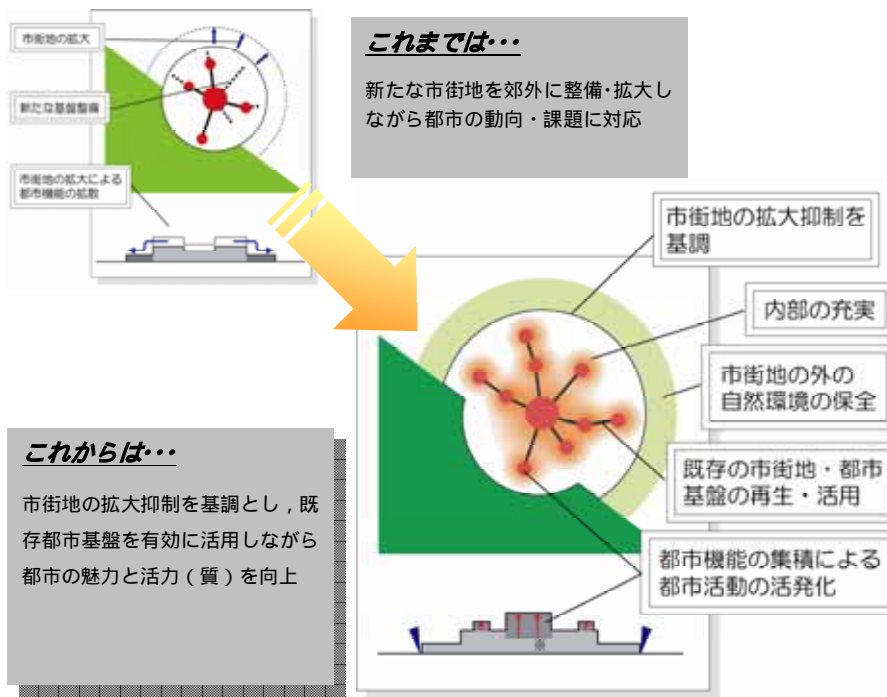 市街地の拡大
新たな基盤整備
市街地の拡大による
都市機能の拡散
これまでは･･･
新たな市街地を郊外に整備･拡大し
ながら都市の動向・課題に対応
市街地の拡大抑制を
基調
内部の充実
市街地の外の
自然環境の保全
既存の市街地・都市
基盤の再生・活用
都市機能の集積による
都市活動の活発化
※
これからは･･･
市街地の拡大抑制を基調とし，既
存都市基盤を有効に活用しながら
都市の魅力と活力（質）を向上